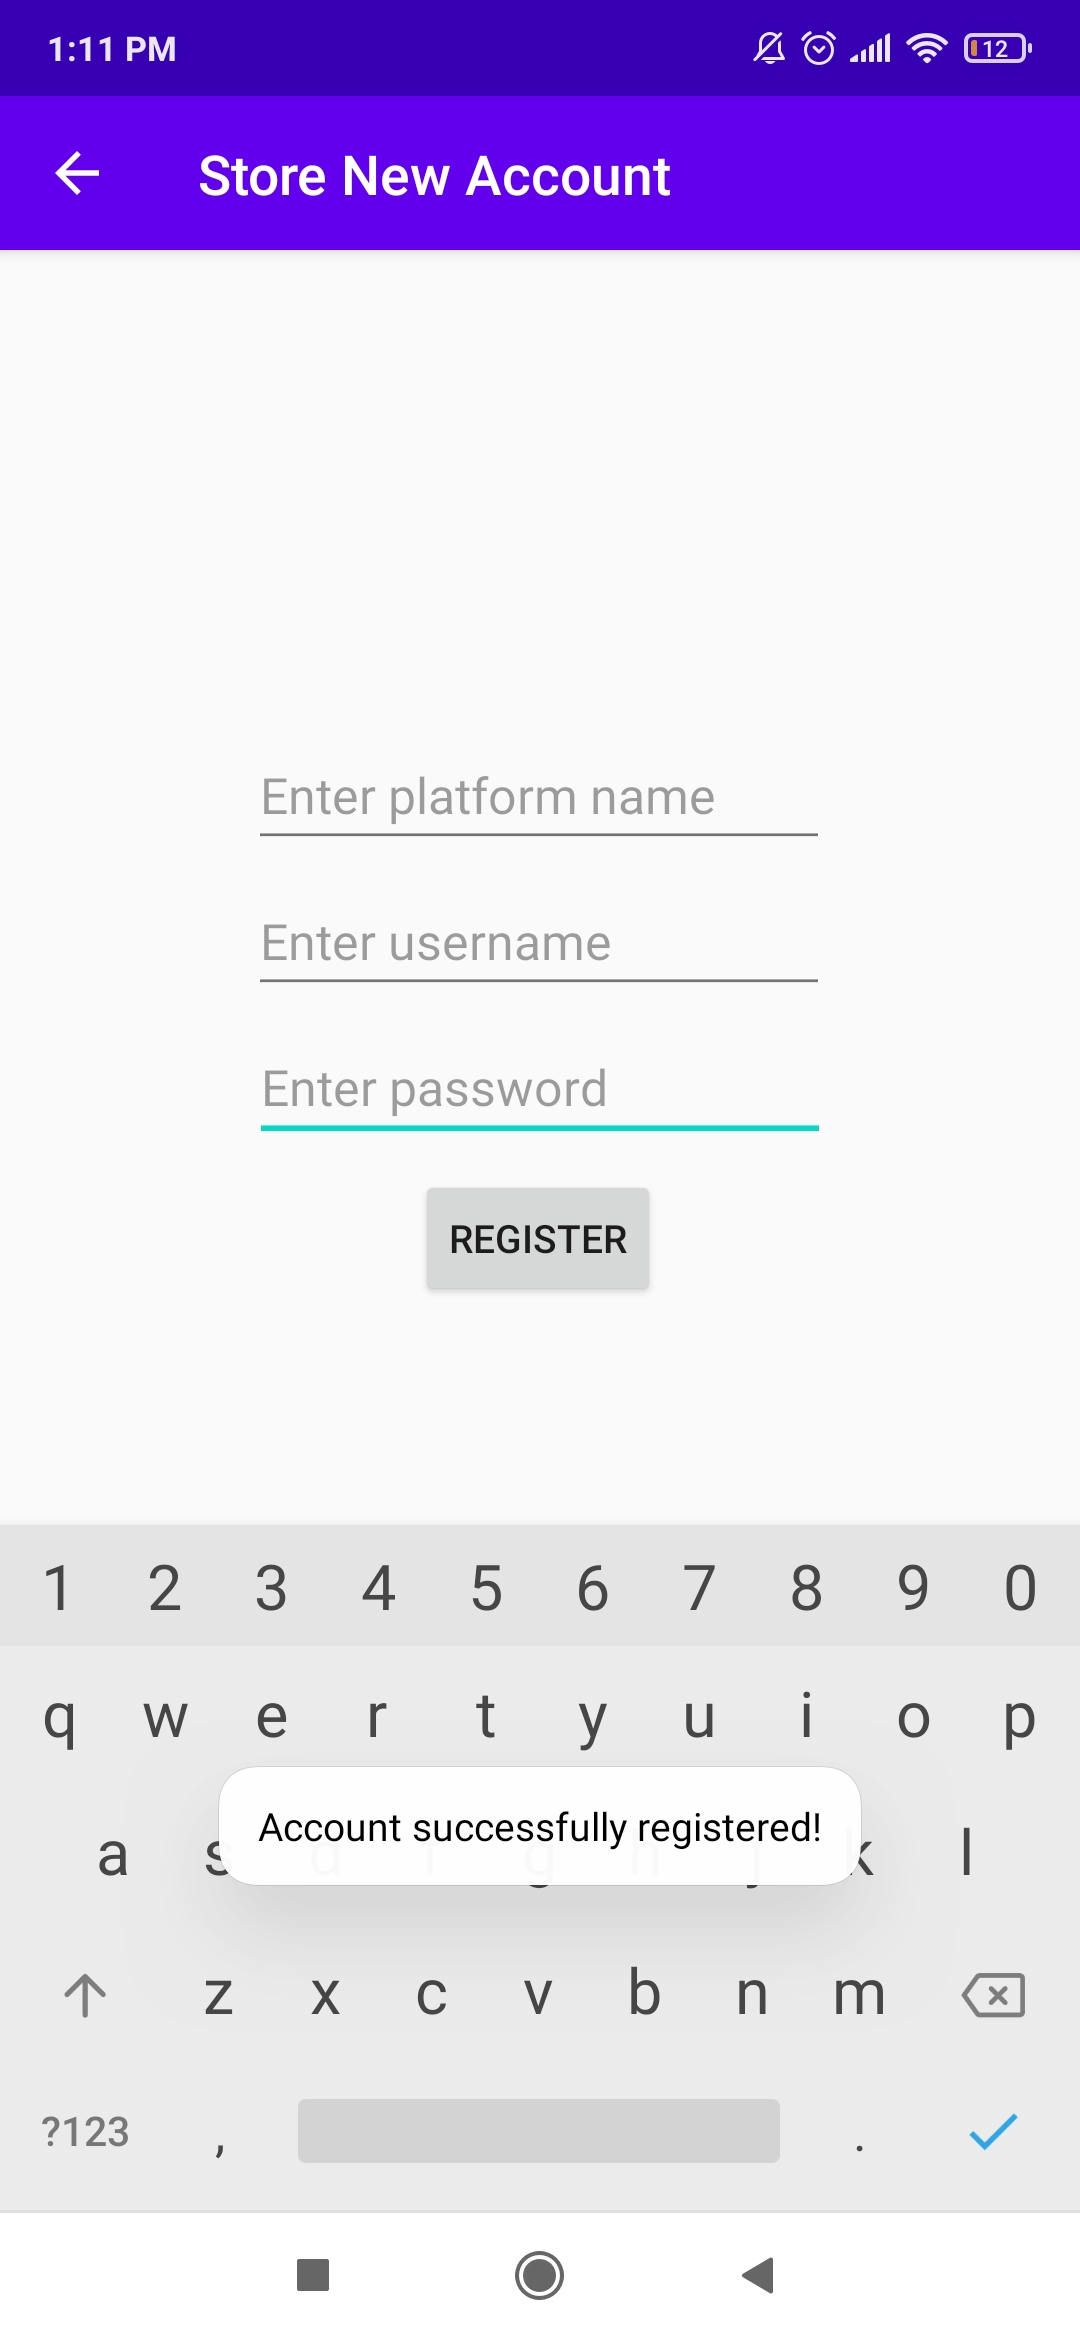 1:11 PM 12
Store New Account
Enter platform name
Enter username
Enter password
REGISTER
1 2 3 4 5 6 7 8 9 0
q w e r t y u i o p
Account successfully registered!
a s d f g h j k l
z x c v b n m
?123 , .